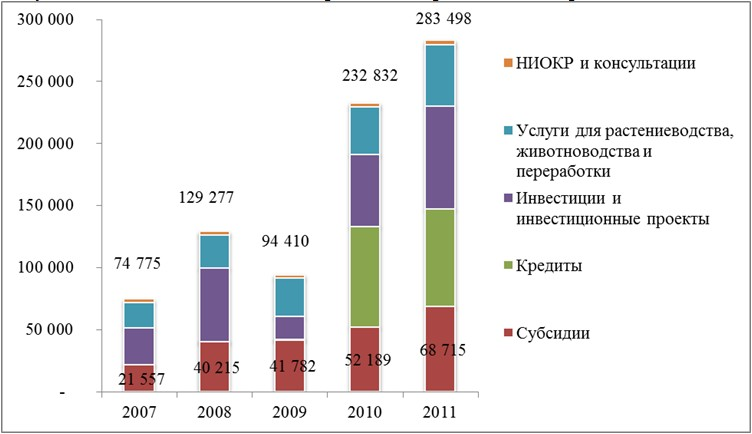 300 000
250 000
200 000
150 000
100 000
50 000
-
74 775
129 277
94 410
232 832
283 498
21 557
40 215
41 782
52 189
68 715
2007
2008
2009
2010
2011
НИОКР и консультации
Услуги для растениеводства,
животноводства и
переработки
Инвестиции и
инвестиционные проекты
Кредиты
Субсидии